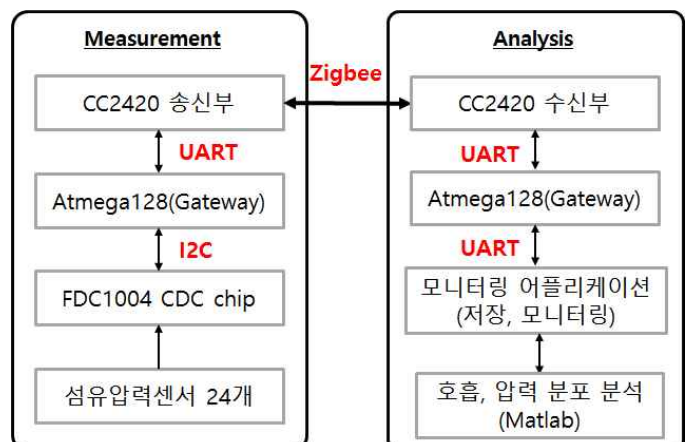 Measurement
CC2420 송신부
UART
Atmega128(Gateway)
I2C
FDC1004 CDC chip
섬유압력센서 24개
Zigbee
Analysis
CC2420 수신부
UART
Atmega128(Gateway)
UART
모니터링 어플리케이션
(저장, 모니터링)
호흡, 압력 분포 분석
(Matlab)